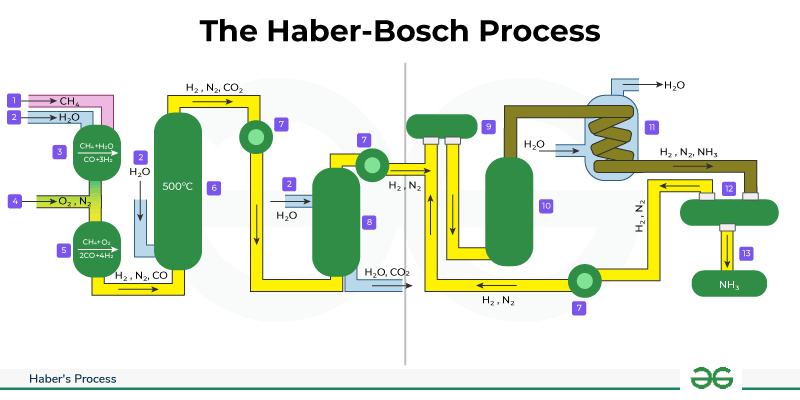 The Haber-Bosch Process
1
CH₄
2
H₂O
3
CH₄+H₂O
CO+3H₂
4
O₂ , N₂
5
CH₄+O₂
2CO+4H₂
H₂ , N₂, CO
2
H₂O
500°C
6
H₂ , N₂, CO₂
7
2
H₂O
8
H₂O, CO₂
7
H₂ , N₂
9
10
H₂O
H₂O
11
H₂ , N₂, NH₃
12
H₂, N₂
13
NH₃
7
H₂ , N₂
Haber's Process